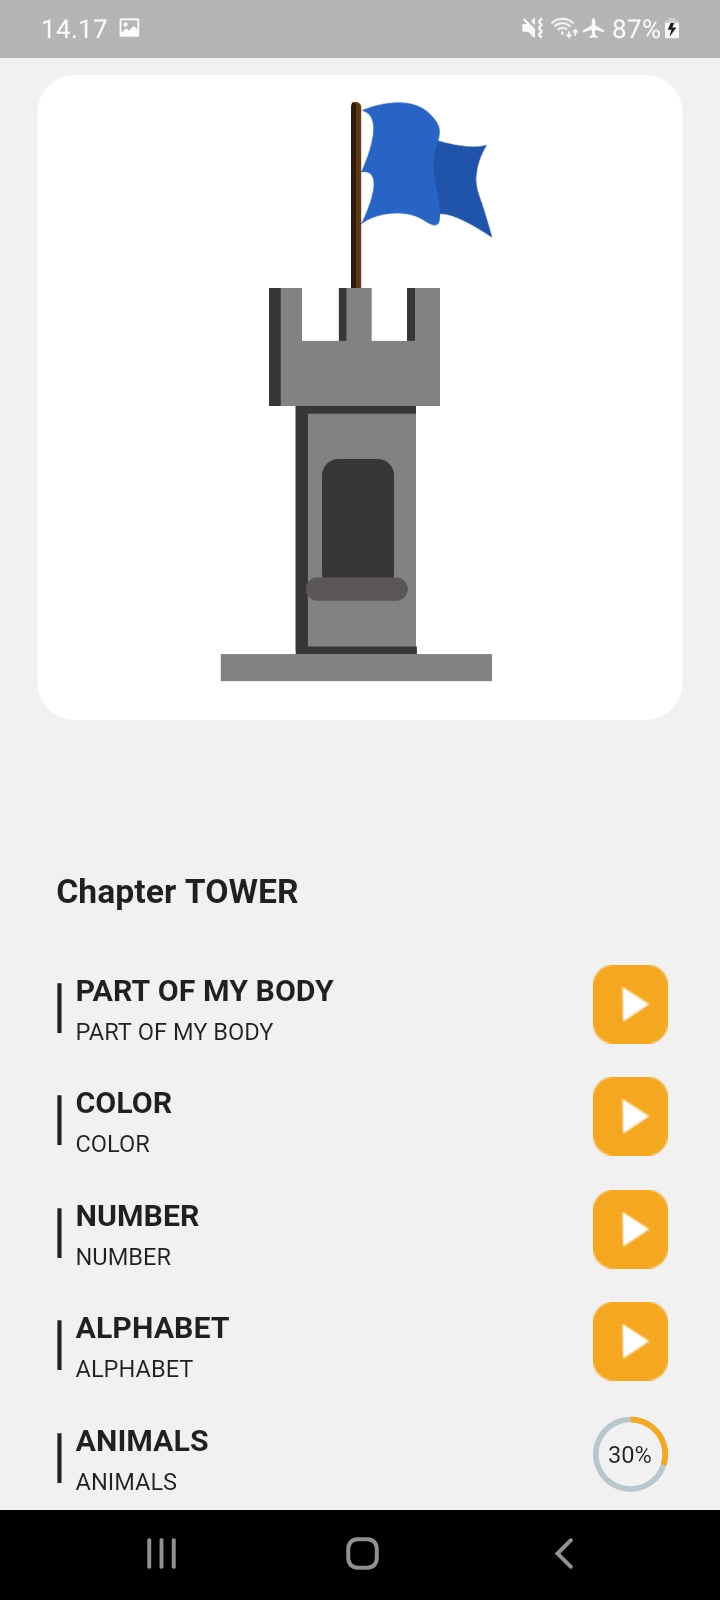 14.17 87%
Chapter TOWER
PART OF MY BODY
PART OF MY BODY
COLOR
COLOR
NUMBER
NUMBER
ALPHABET
ALPHABET
ANIMALS
ANIMALS
30%